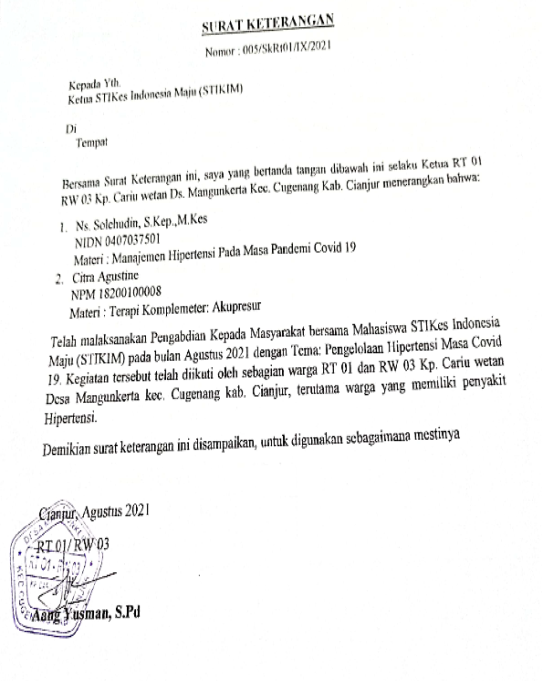 SURAT KETERANGAN
Nomor : 005/SkRt01/IX/2021
Kepada Yth.
Ketua STIKes Indonesia Maju (STIKIM)
Di
Tempat
Bersama Surat Keterangan ini, saya yang bertanda tangan dibawah ini selaku Ketua RT 01
RW 03 Kp. Cariu wetan Ds. Mangunkerta Kec. Cugenang Kab. Cianjur menerangkan bahwa:
1. Ns. Solehudin, S.Kep.,M.Kes
NIDN 0407037501
Materi : Manajemen Hipertensi Pada Masa Pandemi Covid 19
2. Citra Agustine
NPM 18200100008
Materi : Terapi Komplemeter: Akupresur
Telah malaksanakan Pengabdian Kepada Masyarakat bersama Mahasiswa STIKes Indonesia
Maju (STIKIM) pada bulan Agustus 2021 dengan Tema: Pengelolaan Hipertensi Masa Covid
19. Kegiatan tersebut telah diikuti oleh sebagian warga RT 01 dan RW 03 Kp. Cariu wetan
Desa Mangunkerta kec. Cugenang kab. Cianjur, terutama warga yang memiliki penyakit
Hipertensi.
Demikian surat keterangan ini disampaikan, untuk digunakan sebagaimana mestinya
Cianjur, Agustus 2021
RT 01/ RW 03
RT 01 - RW 03
Aang Yusman, S.Pd